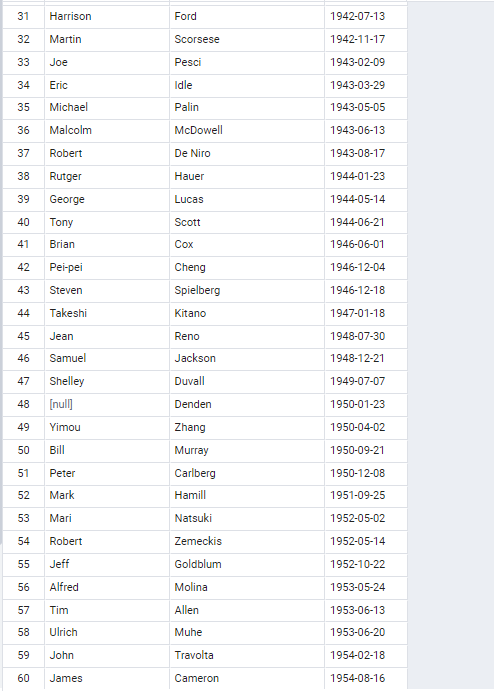 31 Harrison Ford 1942-07-13
32 Martin Scorsese 1942-11-17
33 Joe Pesci 1943-02-09
34 Eric Idle 1943-03-29
35 Michael Palin 1943-05-05
36 Malcolm McDowell 1943-06-13
37 Robert De Niro 1943-08-17
38 Rutger Hauer 1944-01-23
39 George Lucas 1944-05-14
40 Tony Scott 1944-06-21
41 Brian Cox 1946-06-01
42 Pei-pei Cheng 1946-12-04
43 Steven Spielberg 1946-12-18
44 Takeshi Kitano 1947-01-18
45 Jean Reno 1948-07-30
46 Samuel Jackson 1948-12-21
47 Shelley Duvall 1949-07-07
48 [null] Denden 1950-01-23
49 Yimou Zhang 1950-04-02
50 Bill Murray 1950-09-21
51 Peter Carlberg 1950-12-08
52 Mark Hamill 1951-09-25
53 Mari Natsuki 1952-05-02
54 Robert Zemeckis 1952-05-14
55 Jeff Goldblum 1952-10-22
56 Alfred Molina 1953-05-24
57 Tim Allen 1953-06-13
58 Ulrich Muhe 1953-06-20
59 John Travolta 1954-02-18
60 James Cameron 1954-08-16